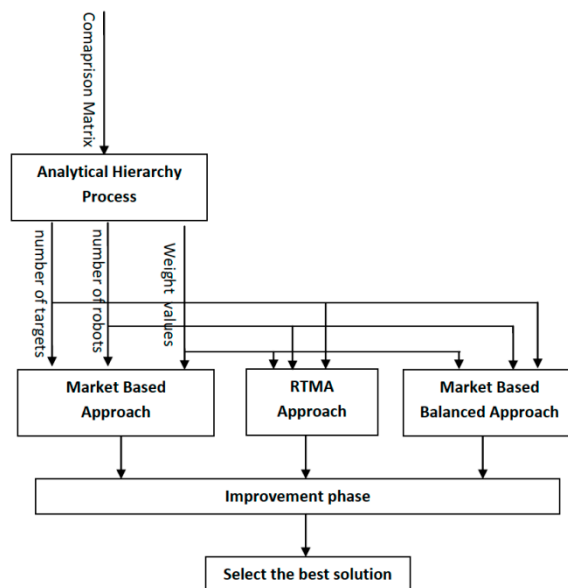 Comaprison Matrix
Analytical Hierarchy
Process
number of targets
number of robots
Weight values
Market Based
Approach
RTMA
Approach
Market Based
Balanced Approach
Improvement phase
Select the best solution